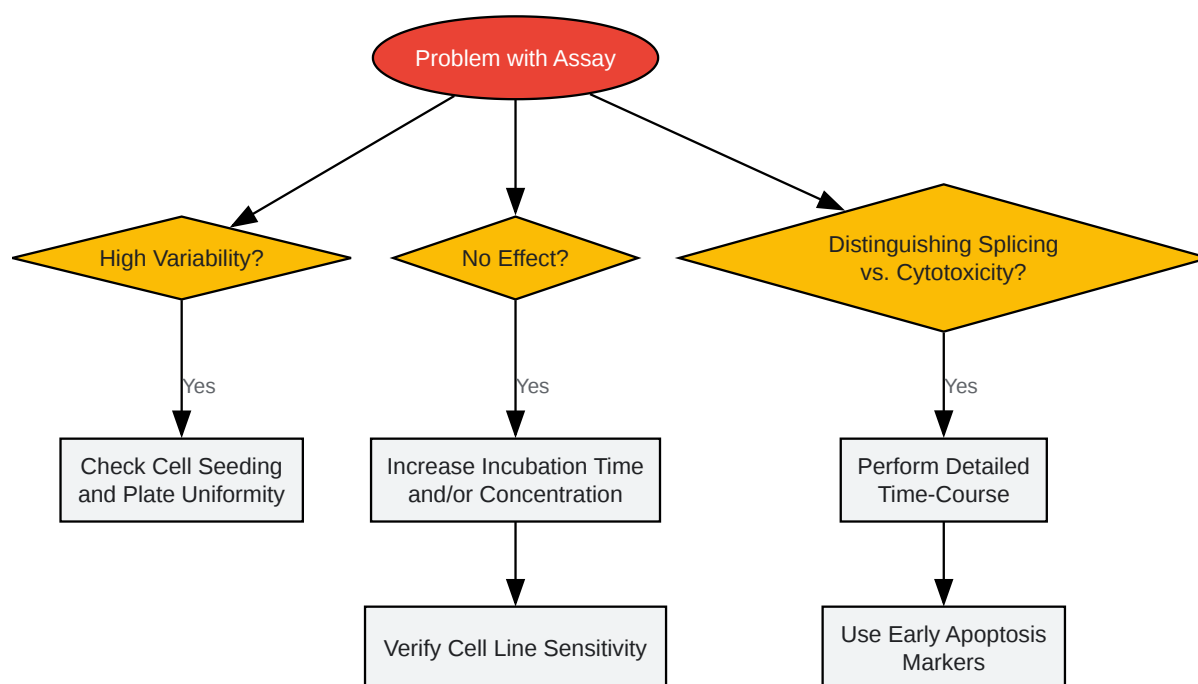 Problem with Assay
High Variability?
No Effect?
Distinguishing Splicing
vs. Cytotoxicity?
Yes
Yes
Yes
Check Cell Seeding
and Plate Uniformity
Increase Incubation Time
and/or Concentration
Perform Detailed
Time-Course
Verify Cell Line Sensitivity
Use Early Apoptosis
Markers